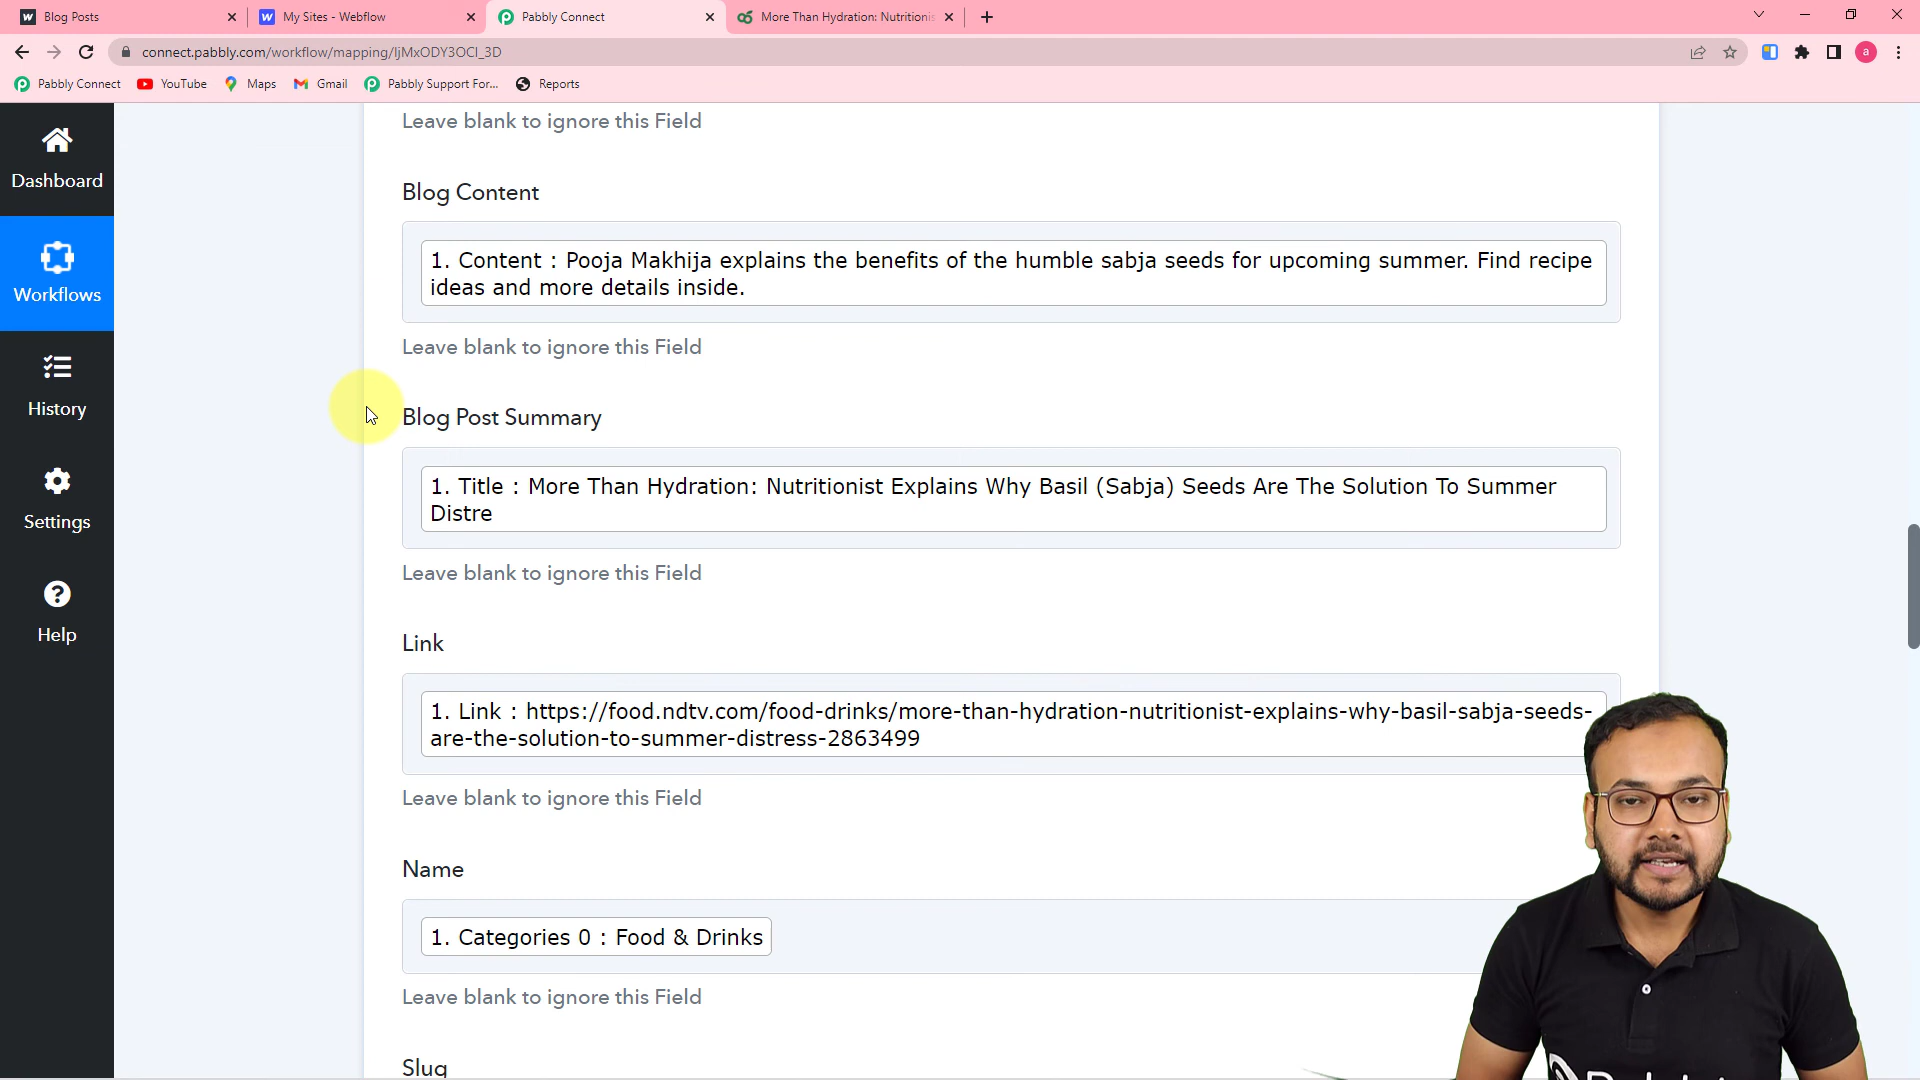 Blog Posts
My Sites - Webflow
Pabbly Connect
More Than Hydration: Nutritionis
connect.pabbly.com/workflow/mapping/IjMxODY3OCI_3D
a
Pabbly Connect
YouTube
Maps
Gmail
Pabbly Support For...
Reports
Dashboard
Workflows
History
Settings
Help
Leave blank to ignore this Field
Blog Content
1. Content : Pooja Makhija explains the benefits of the humble sabja seeds for upcoming summer. Find recipe
ideas and more details inside.
Leave blank to ignore this Field
Blog Post Summary
1. Title : More Than Hydration: Nutritionist Explains Why Basil (Sabja) Seeds Are The Solution To Summer
Distre
Leave blank to ignore this Field
Link
1. Link : https://food.ndtv.com/food-drinks/more-than-hydration-nutritionist-explains-why-basil-sabja-seeds-
are-the-solution-to-summer-distress-2863499
Leave blank to ignore this Field
Name
1. Categories 0 : Food & Drinks
Leave blank to ignore this Field
Slug